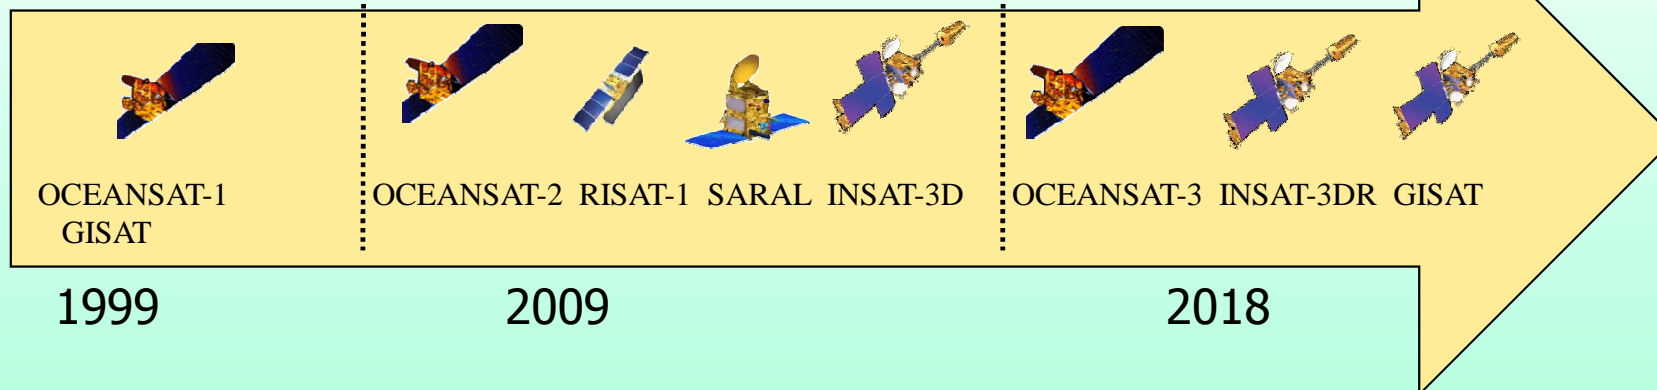 OCEANSAT-1 OCEANSAT-2 RISAT-1 SARAL INSAT-3D OCEANSAT-3 INSAT-3DR GISAT
GISAT
1999 2009 2018